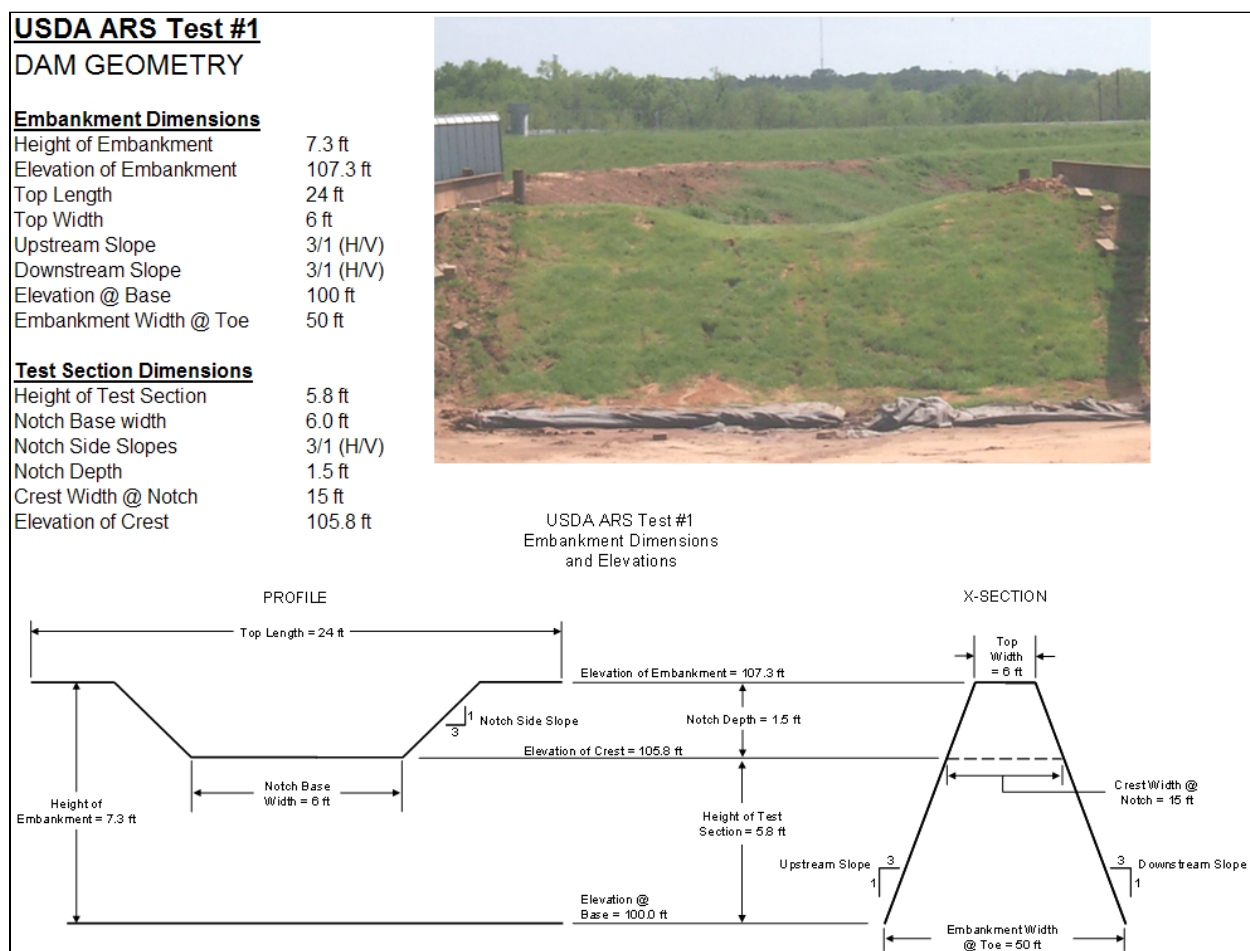 USDA ARS Test #1
DAM GEOMETRY
Embankment Dimensions
Height of Embankment 7.3 ft
Elevation of Embankment 107.3 ft
Top Length 24 ft
Top Width 6 ft
Upstream Slope 3/1 (H/V)
Downstream Slope 3/1 (H/V)
Elevation @ Base 100 ft
Embankment Width @ Toe 50 ft
Test Section Dimensions
Height of Test Section 5.8 ft
Notch Base width 6.0 ft
Notch Side Slopes 3/1 (H/V)
Notch Depth 1.5 ft
Crest Width @ Notch 15 ft
Elevation of Crest 105.8 ft
USDA ARS Test #1
Embankment Dimensions
and Elevations
PROFILE
Top Length = 24 ft
Elevation of Embankment = 107.3 ft
1
3
Notch Side Slope
Notch Depth = 1.5 ft
Elevation of Crest = 105.8 ft
Notch Base
Width = 6 ft
Height of
Embankment = 7.3 ft
Height of Test
Section = 5.8 ft
Elevation @
Base = 100.0 ft
X-SECTION
Top
Width
= 6 ft
Crest Width @
Notch = 15 ft
Upstream Slope
3
1
3
1
Downstream Slope
Embankment Width
@ Toe = 50 ft